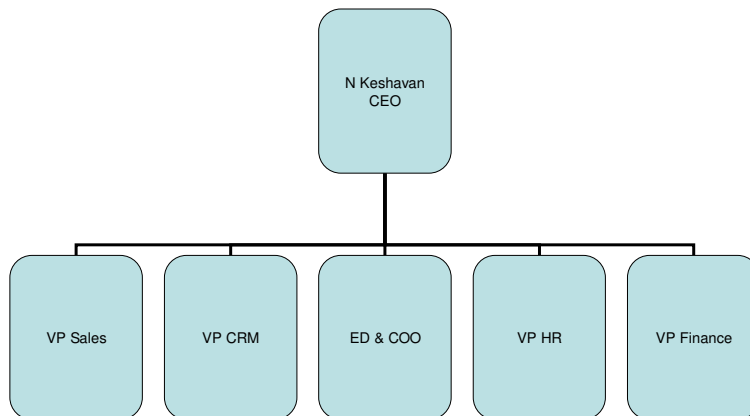 N Keshavan
CEO
VP Sales
VP CRM
ED & COO
VP HR
VP Finance